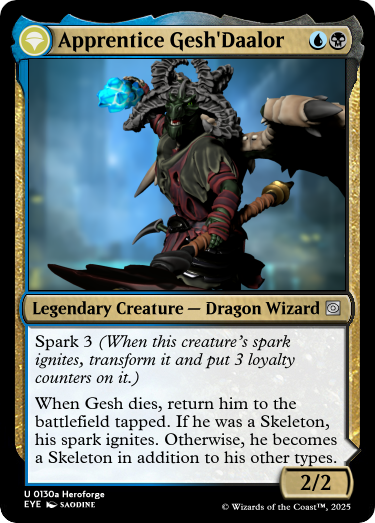 Apprentice Gesh'Daalor
Legendary Creature — Dragon Wizard
Spark 3 (When this creature's spark
ignites, transform it and put 3 loyalty
counters on it.)
When Gesh dies, return him to the
battlefield tapped. If he was a Skeleton,
his spark ignites. Otherwise, he becomes
a Skeleton in addition to his other types.
2/2
U 0130a Heroforge
EYE SAODINE
© Wizards of the Coast™, 2025